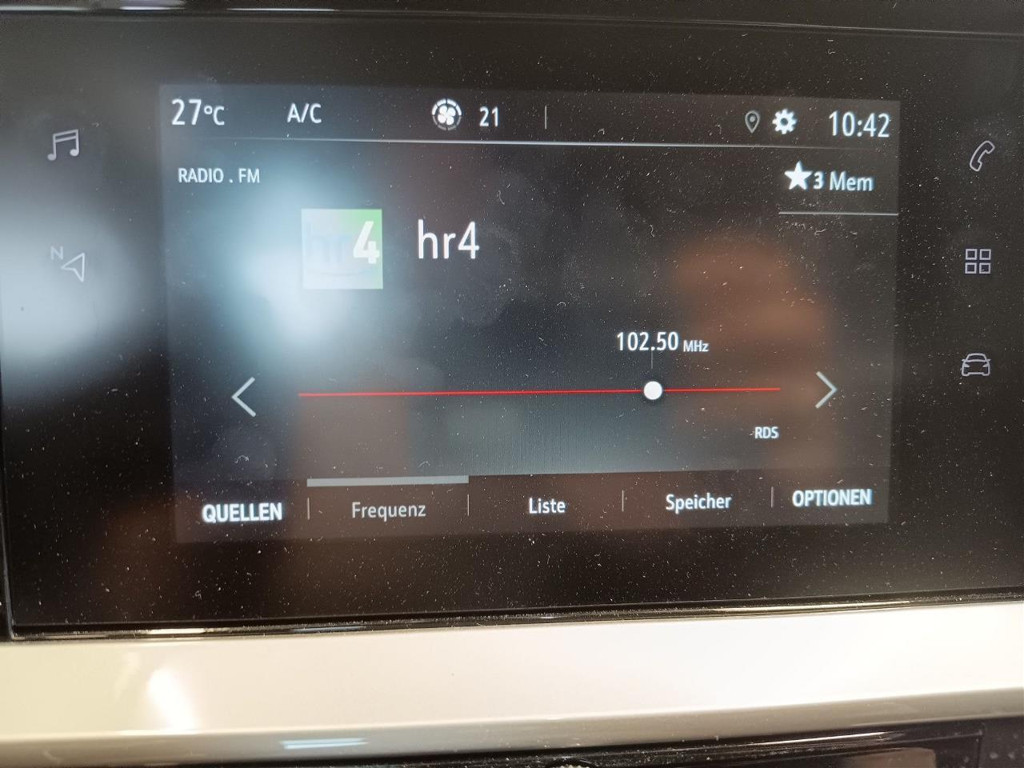 27°C A/C 21 10:42
RADIO . FM
3 Mem
hr4 hr4
102.50 MHz
N
RDS
QUELLEN Frequenz Liste Speicher OPTIONEN